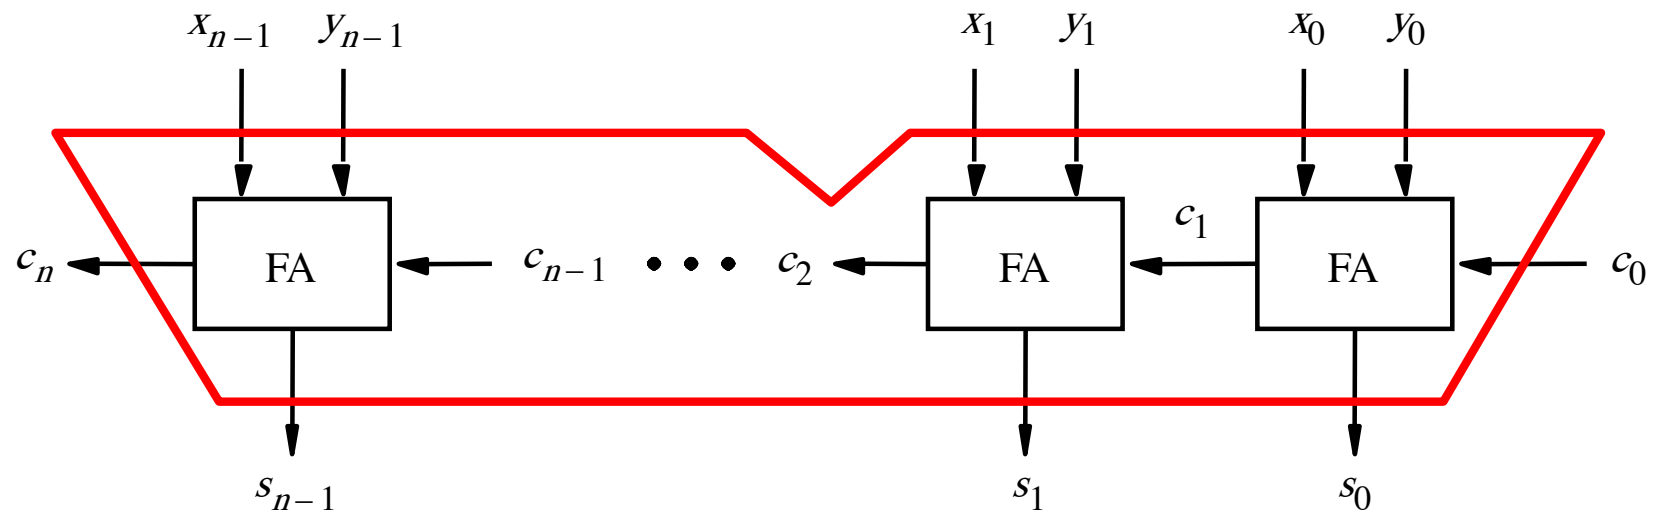 x_{n-1} y_{n-1} x_1 y_1 x_0 y_0
c_n FA c_{n-1} • • • c_2 FA c_1 FA c_0
s_{n-1} s_1 s_0